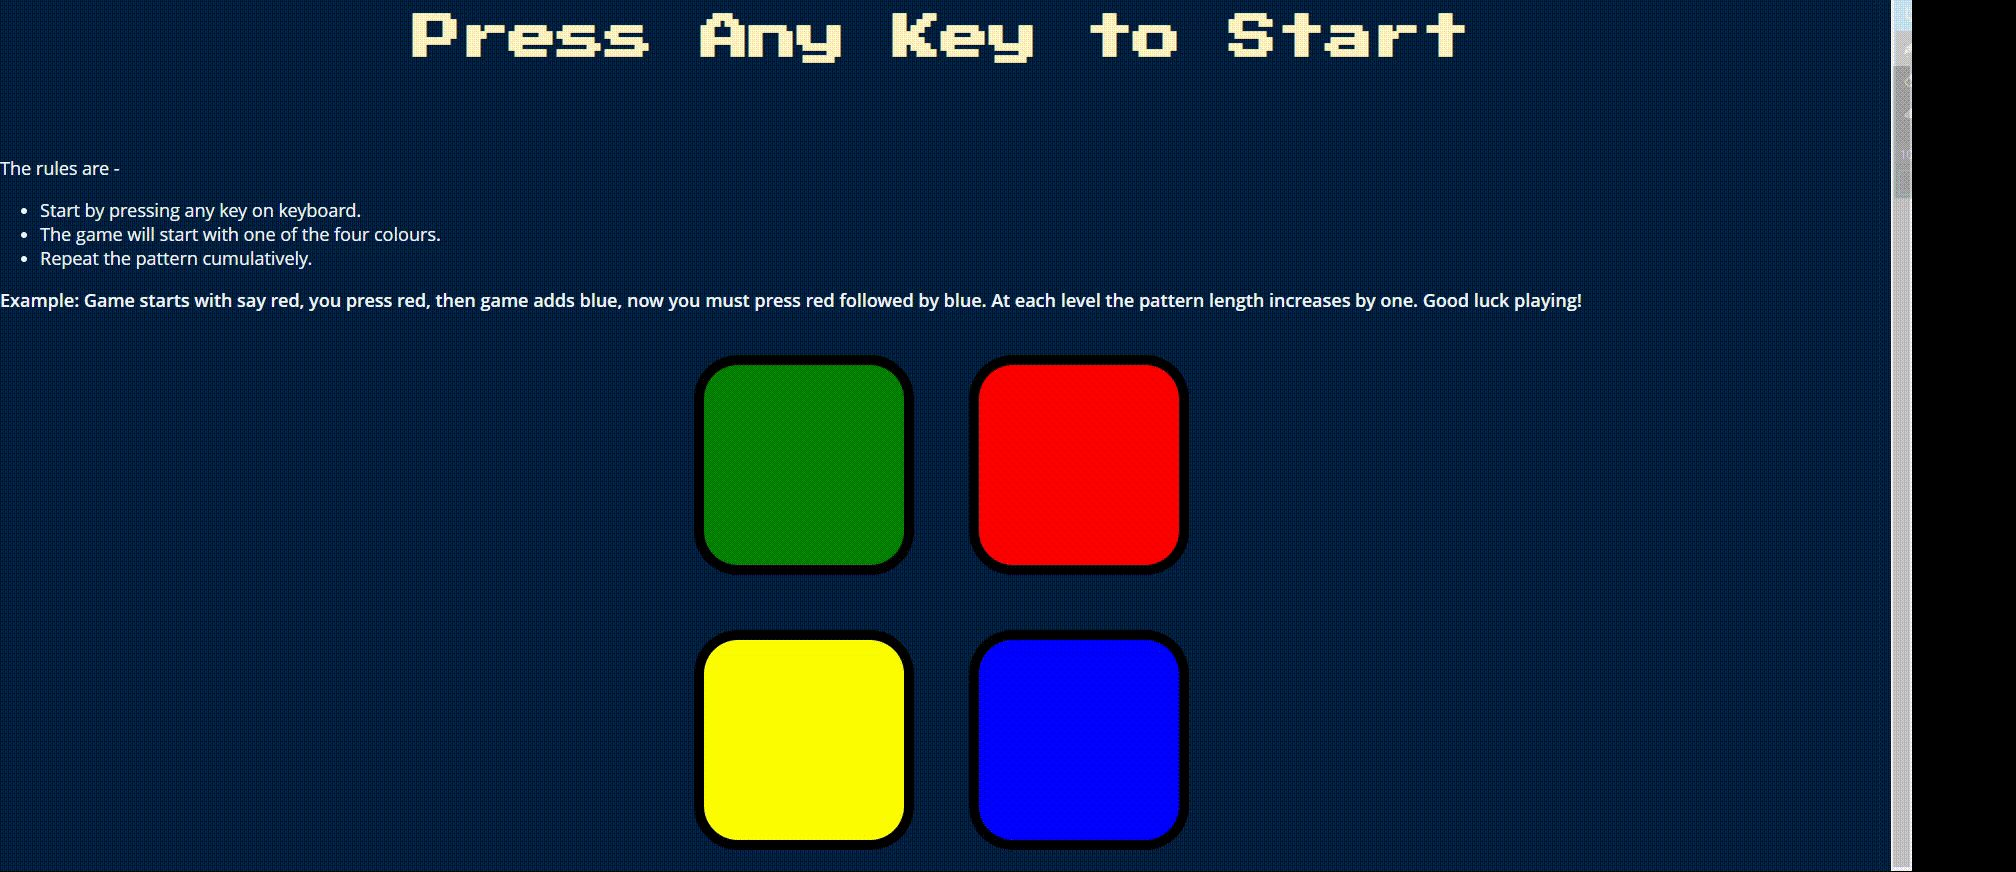 Press Any Key to Start
The rules are -
Start by pressing any key on keyboard.
The game will start with one of the four colours.
Repeat the pattern cumulatively.
Example: Game starts with say red, you press red, then game adds blue, now you must press red followed by blue. At each level the pattern length increases by one. Good luck playing!